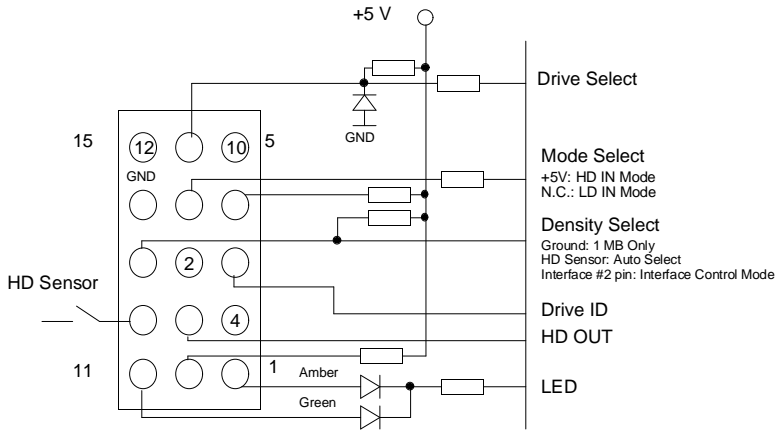 +5 V
Drive Select
GND
15
12
10
5
GND
Mode Select
+5V: HD IN Mode
N.C.: LD IN Mode
Density Select
Ground: 1 MB Only
HD Sensor: Auto Select
Interface #2 pin: Interface Control Mode
2
HD Sensor
Drive ID
4
HD OUT
11
1
Amber
Green
LED